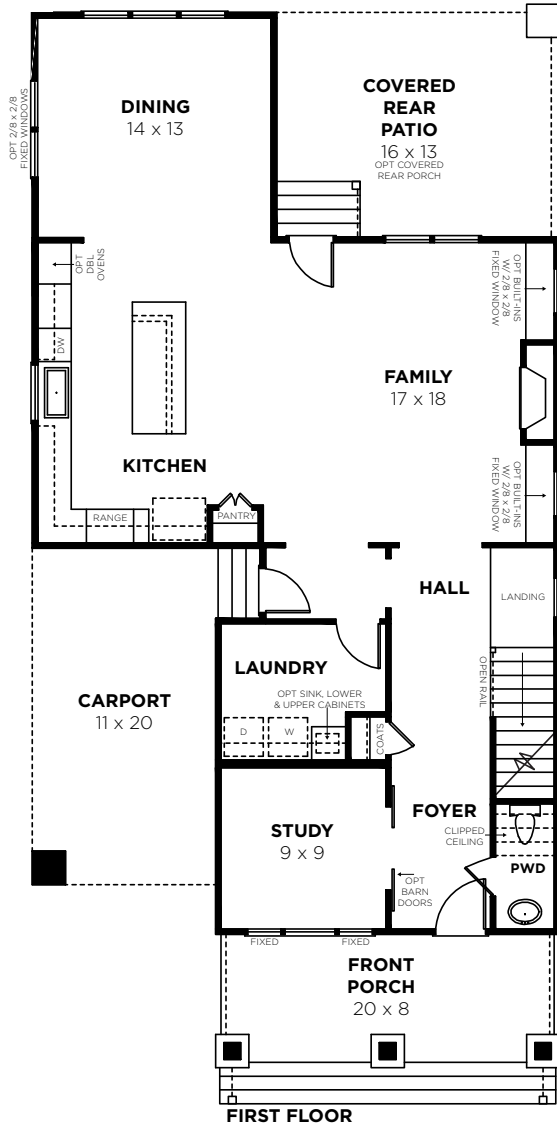 DINING
14 x 13
OPT 2/8 x 2/8
FIXED WINDOWS
COVERED
REAR
PATIO
16 x 13
OPT COVERED
REAR PORCH
OPT
DBL
OVENS
OPT BUILT-INS
W/ 2/8 x 2/8
FIXED WINDOW
DW
FAMILY
17 x 18
KITCHEN
OPT BUILT-INS
W/ 2/8 x 2/8
FIXED WINDOW
RANGE
PANTRY
HALL
LANDING
LAUNDRY
OPEN RAIL
OPT SINK, LOWER
& UPPER CABINETS
CARPORT
11 x 20
D
W
COATS
STUDY
9 x 9
FOYER
CLIPPED
CEILING
PWD
OPT
BARN
DOORS
FIXED
FIXED
FRONT
PORCH
20 x 8
FIRST FLOOR